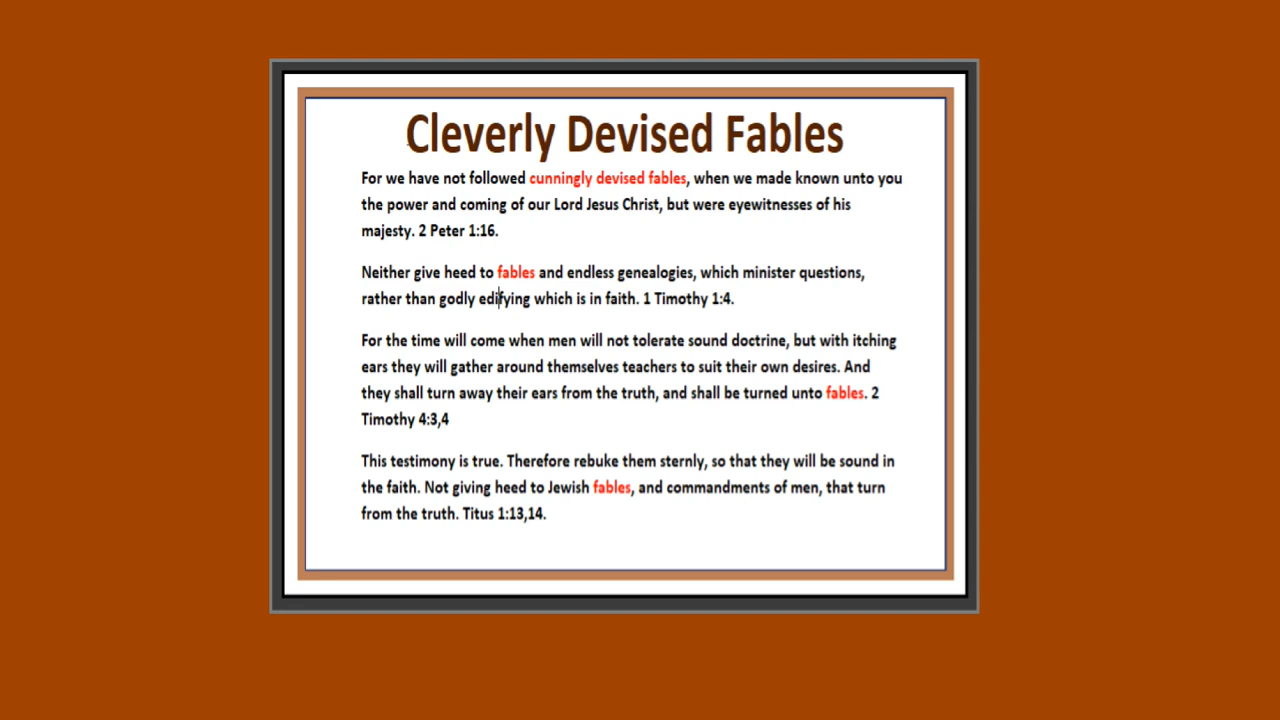 Cleverly Devised Fables
For we have not followed cunningly devised fables, when we made known unto you
the power and coming of our Lord Jesus Christ, but were eyewitnesses of his
majesty. 2 Peter 1:16.
Neither give heed to fables and endless genealogies, which minister questions,
rather than godly edifying which is in faith. 1 Timothy 1:4.
For the time will come when men will not tolerate sound doctrine, but with itching
ears they will gather around themselves teachers to suit their own desires. And
they shall turn away their ears from the truth, and shall be turned unto fables. 2
Timothy 4:3,4
This testimony is true. Therefore rebuke them sternly, so that they will be sound in
the faith. Not giving heed to Jewish fables, and commandments of men, that turn
from the truth. Titus 1:13,14.